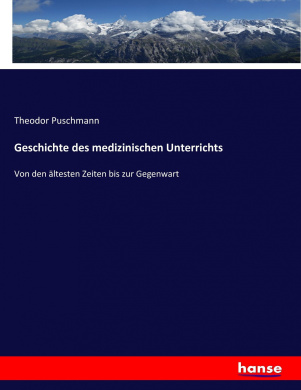 Theodor Puschmann
Geschichte des medizinischen Unterrichts
Von den ältesten Zeiten bis zur Gegenwart
hanse